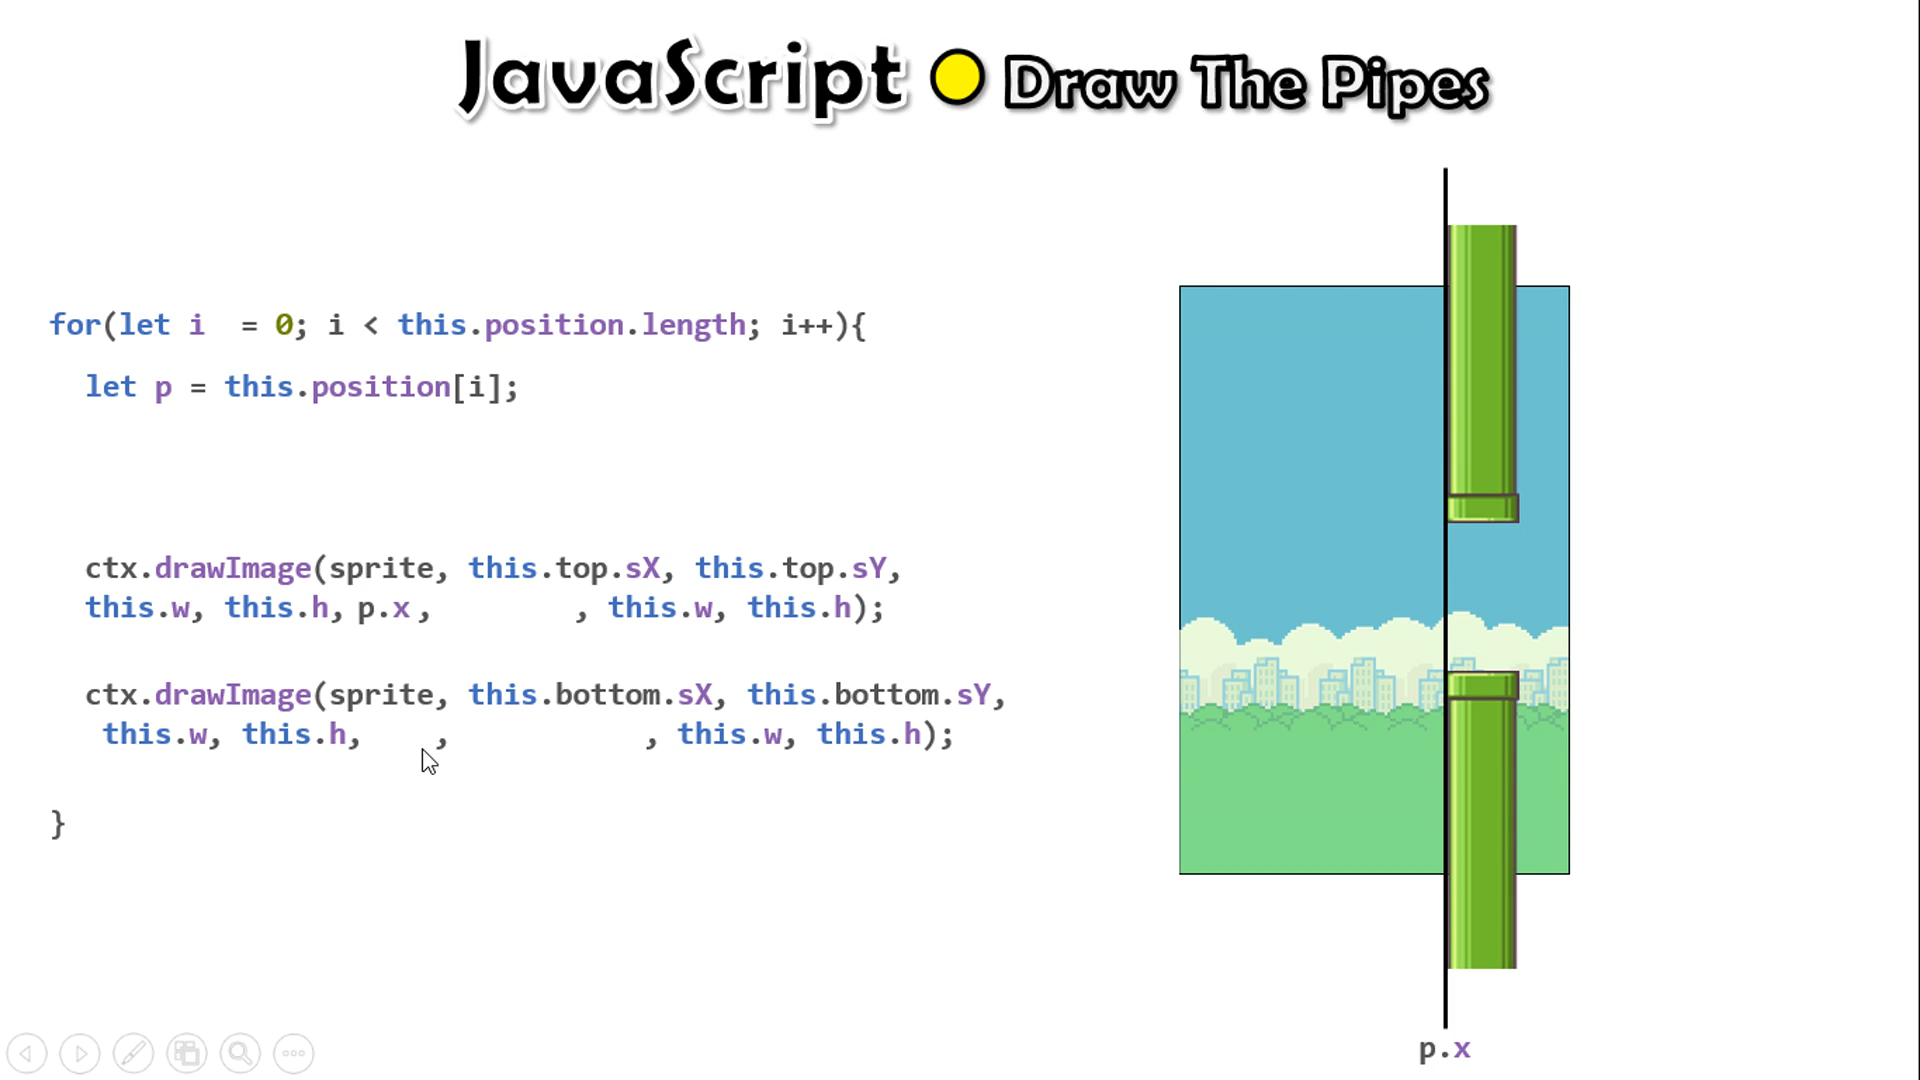 JavaScript Draw The Pipes
for(let i = 0; i < this.position.length; i++){
let p = this.position[i];
ctx.drawImage(sprite, this.top.sX, this.top.sY,
this.w, this.h, p.x , , this.w, this.h);
ctx.drawImage(sprite, this.bottom.sX, this.bottom.sY,
this.w, this.h, , , this.w, this.h);
}
p.x